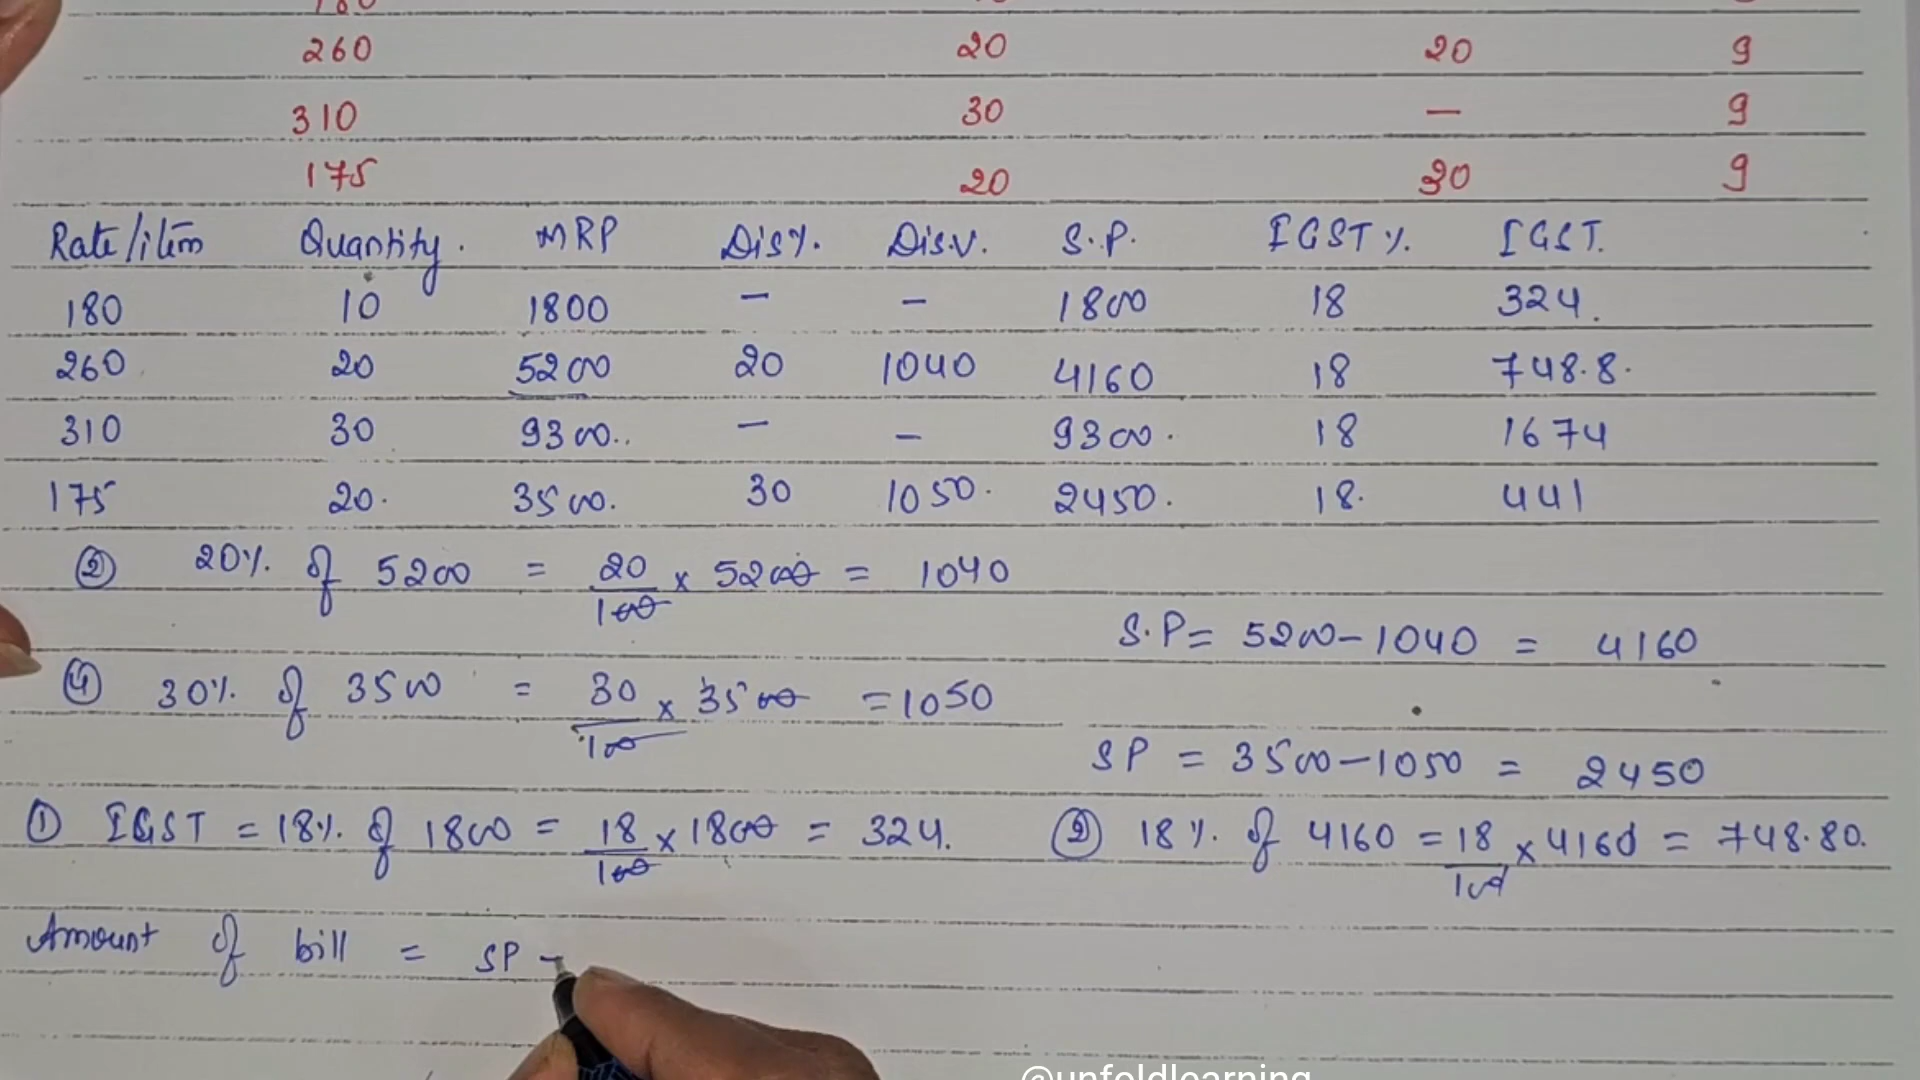 180
260 20 20 9
310 30 — 9
175 20 30 9
Rate/item Quantity. MRP Dis%. Dis.v. S.P. IGST%. IGST.
180 10 1800 — — 1800 18 324.
260 20 5200 20 1040 4160 18 748.8.
310 30 9300.. — — 9300. 18 1674
175 20. 3500. 30 1050. 2450. 18. 441
② 20%. of 5200 = 20/100 x 5200 = 1040
S.P = 5200 - 1040 = 4160
④ 30%. of 3500 = 30/100 x 3500 = 1050
SP = 3500 - 1050 = 2450
① IGST = 18%. of 1800 = 18/100 x 1800 = 324. ② 18%. of 4160 = 18/100 x 4160 = 748.80.
Amount of bill = SP -
@unfoldlearning